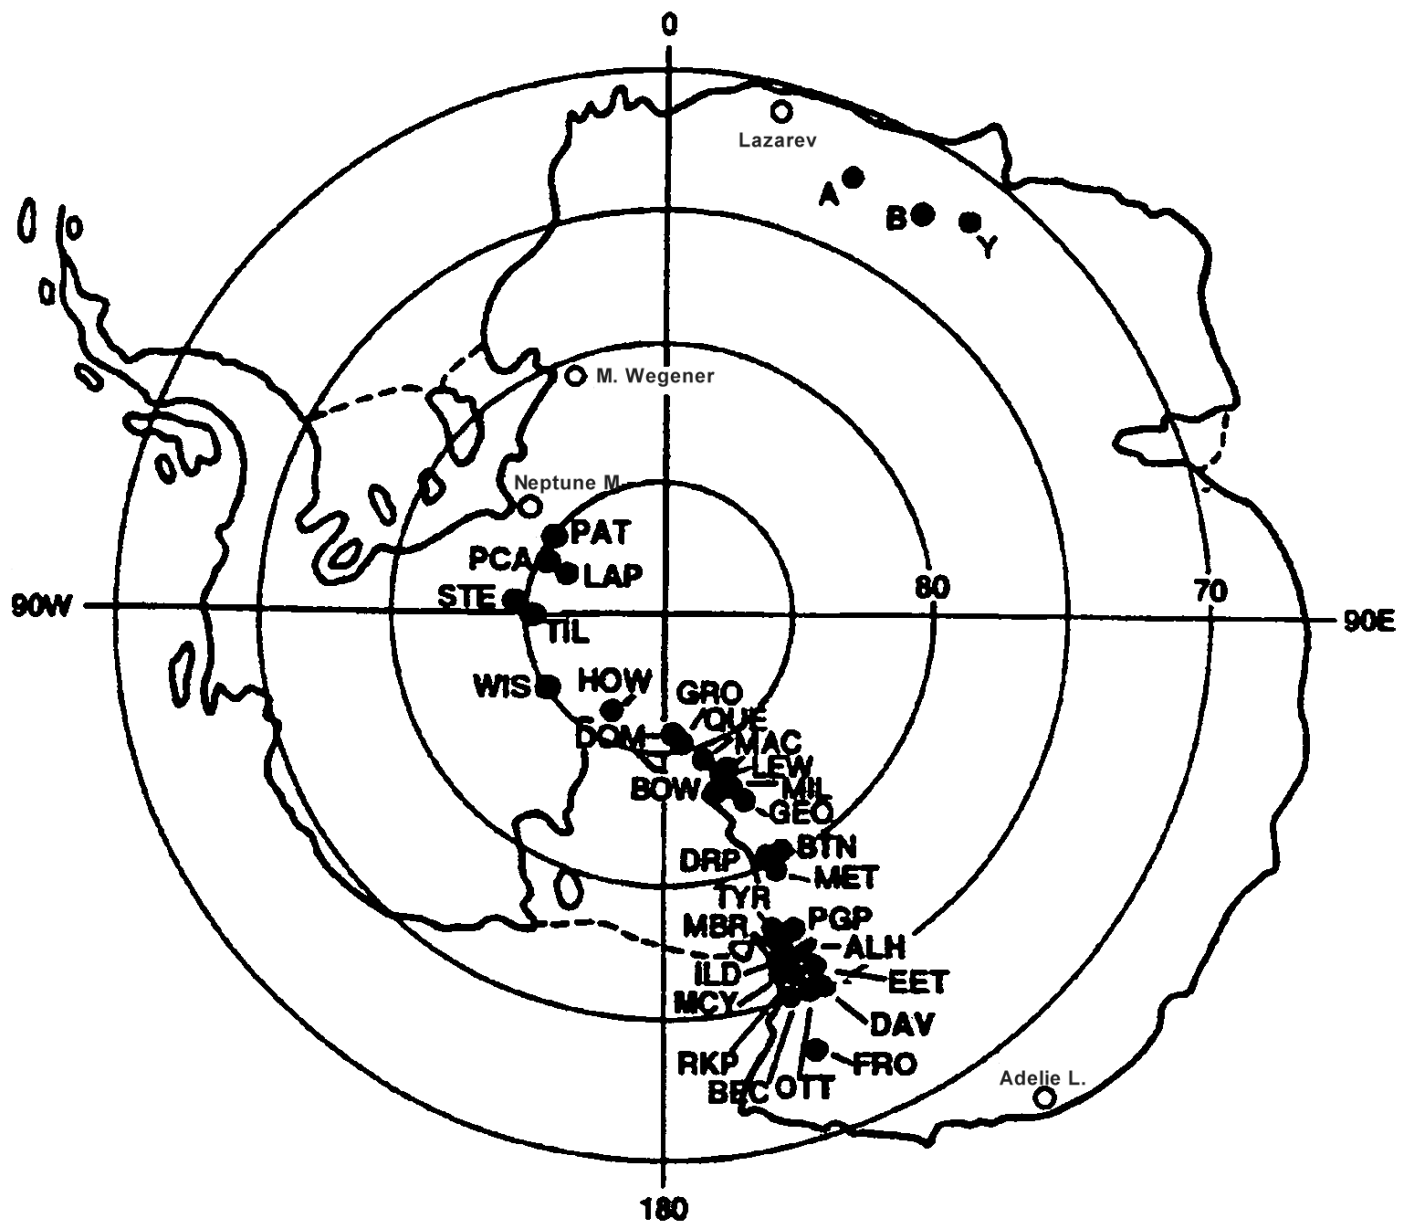 0
Lazarev
A
B
Y
M. Wegener
Neptune M.
PAT
PCA
LAP
STE
80
70
90W
90E
TIL
WIS
HOW
GRO
QUE
DOM
MAC
LEW
BOW
MIL
GEO
DRP
BTN
MET
TYR
MBR
PGP
ALH
ILD
EET
MCY
DAV
RKP
FRO
BEC
OTT
Adelie L.
180